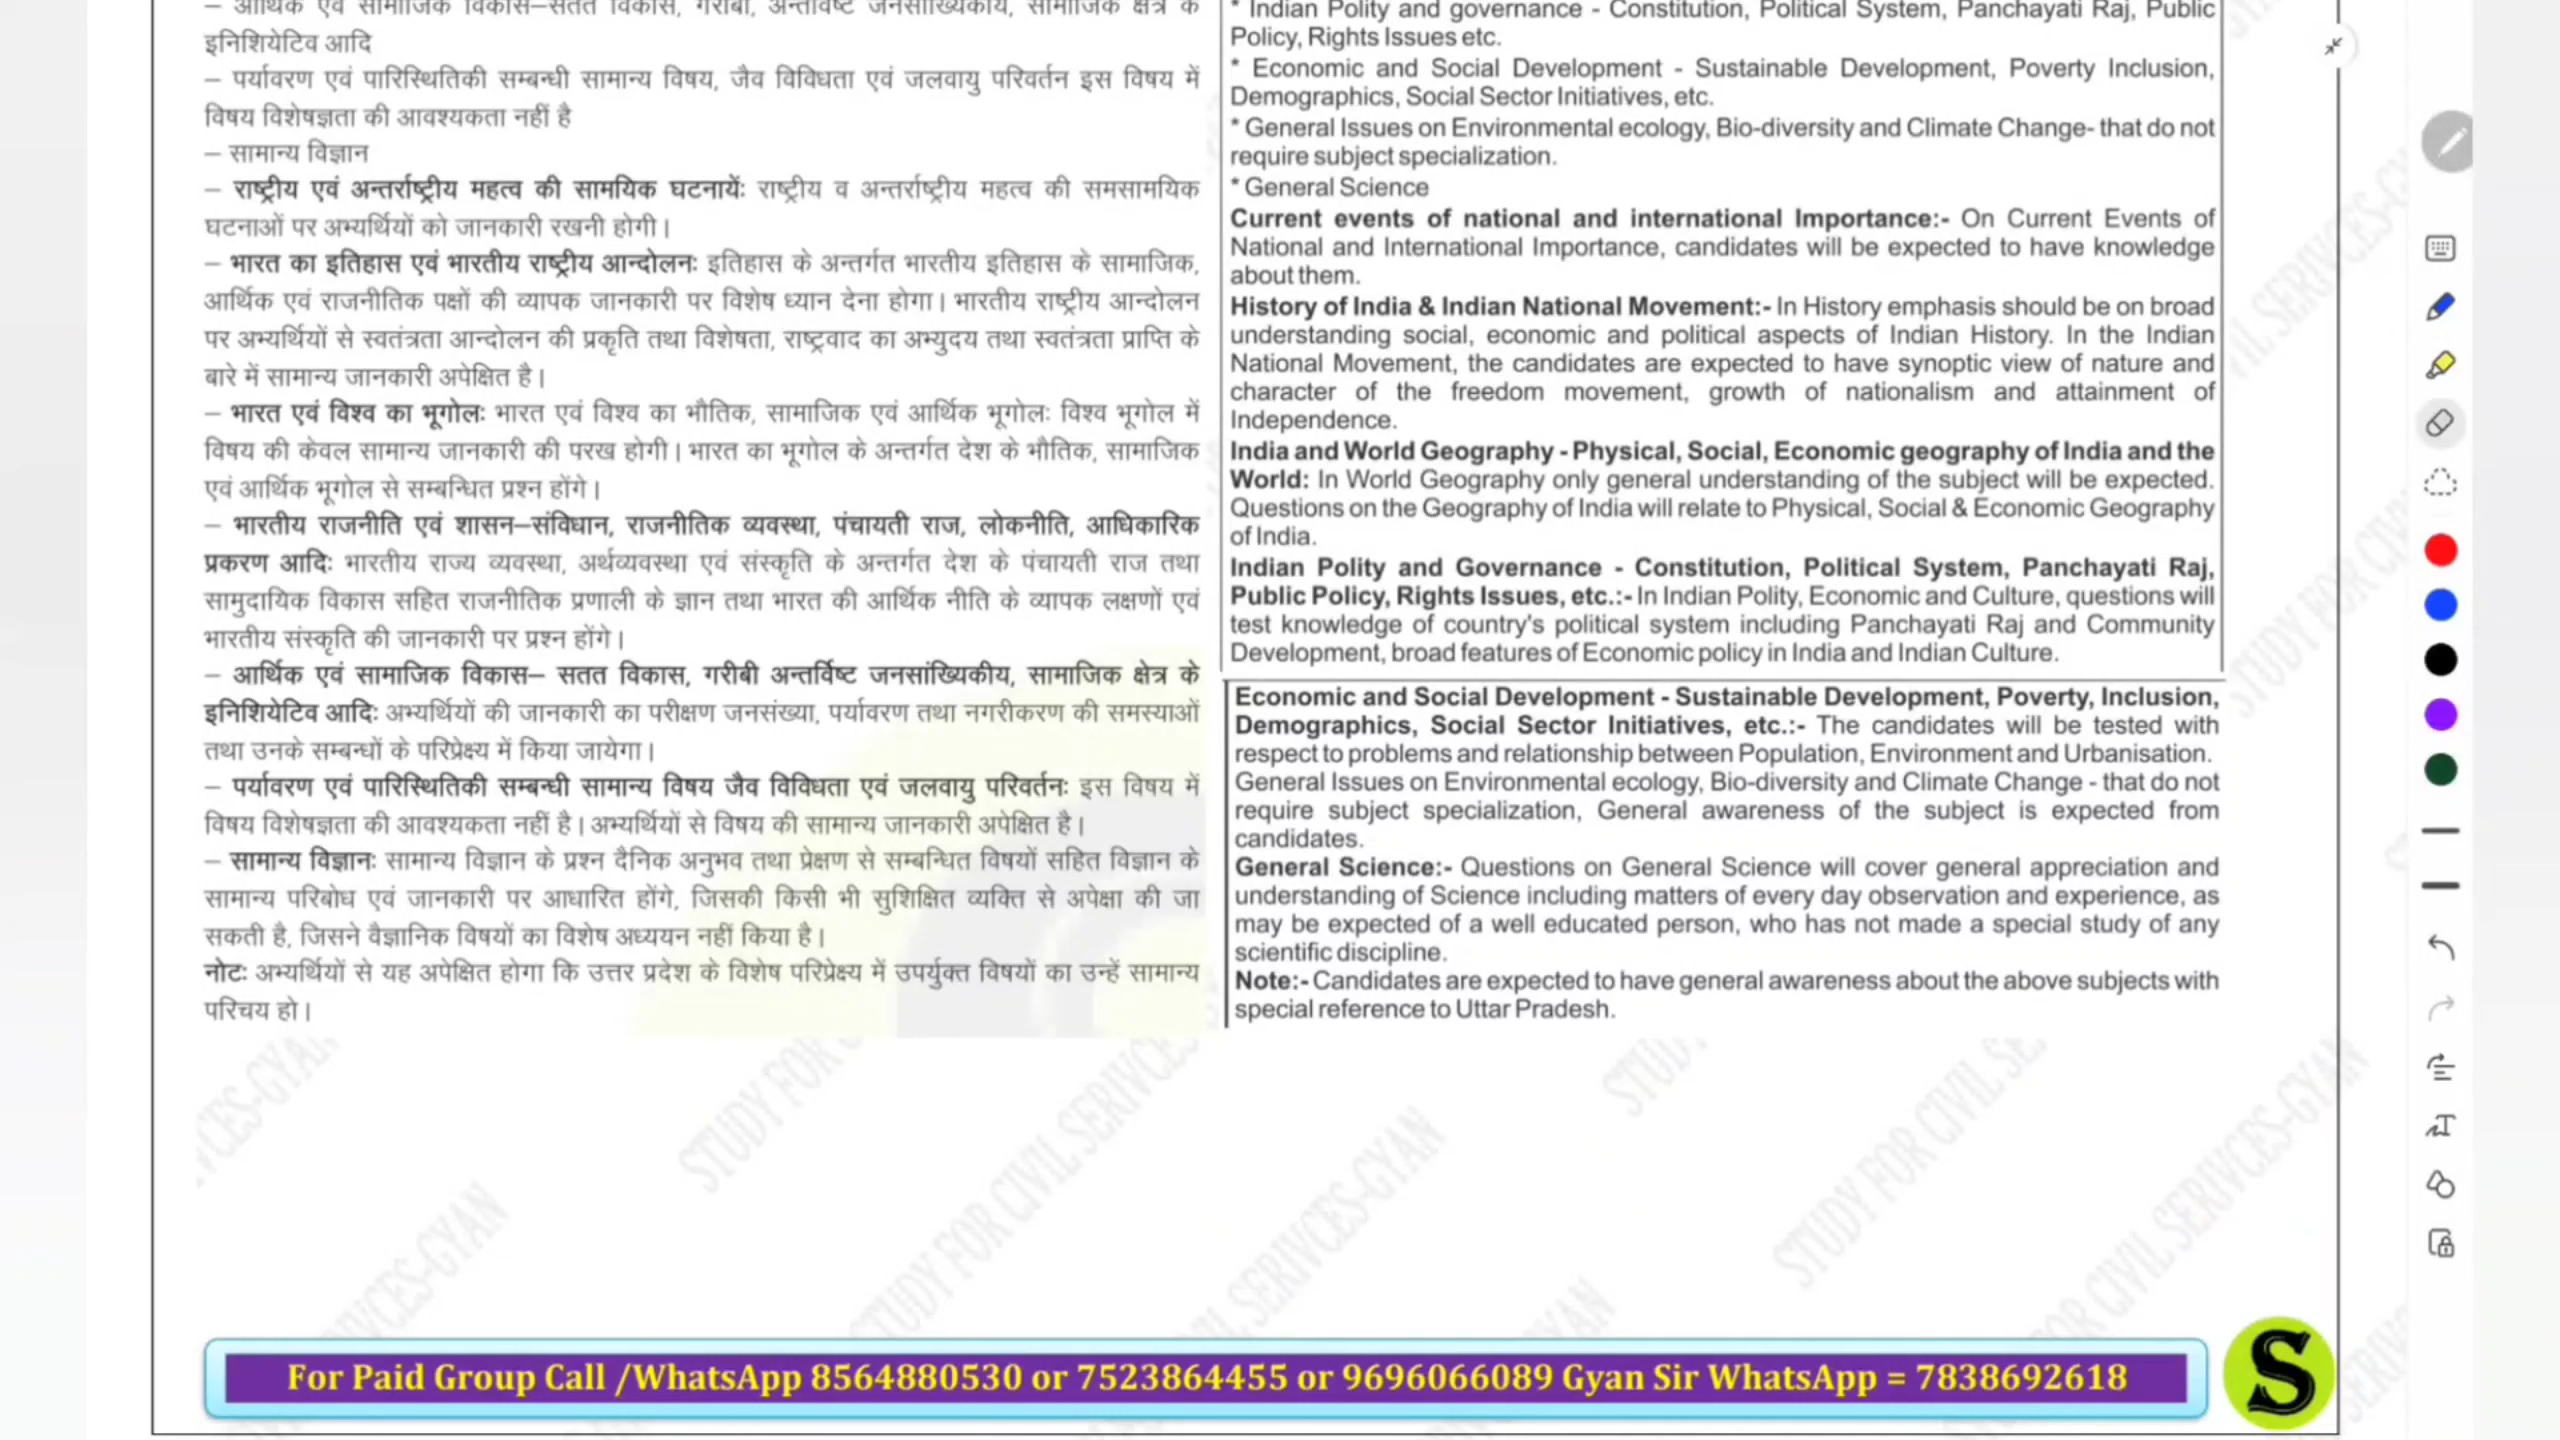 – आर्थिक एवं सामाजिक विकास–सतत विकास, गरीबी, अन्तर्विष्ट जनसांख्यिकीय, सामाजिक क्षेत्र के
इनिशियेटिव आदि
– पर्यावरण एवं पारिस्थितिकी सम्बन्धी सामान्य विषय, जैव विविधता एवं जलवायु परिवर्तन इस विषय में
विषय विशेषज्ञता की आवश्यकता नहीं है
– सामान्य विज्ञान
– राष्ट्रीय एवं अन्तर्राष्ट्रीय महत्व की सामयिक घटनायें: राष्ट्रीय व अन्तर्राष्ट्रीय महत्व की समसामयिक
घटनाओं पर अभ्यर्थियों को जानकारी रखनी होगी।
– भारत का इतिहास एवं भारतीय राष्ट्रीय आन्दोलन: इतिहास के अन्तर्गत भारतीय इतिहास के सामाजिक,
आर्थिक एवं राजनीतिक पक्षों की व्यापक जानकारी पर विशेष ध्यान देना होगा। भारतीय राष्ट्रीय आन्दोलन
पर अभ्यर्थियों से स्वतंत्रता आन्दोलन की प्रकृति तथा विशेषता, राष्ट्रवाद का अभ्युदय तथा स्वतंत्रता प्राप्ति के
बारे में सामान्य जानकारी अपेक्षित है।
– भारत एवं विश्व का भूगोल: भारत एवं विश्व का भौतिक, सामाजिक एवं आर्थिक भूगोल: विश्व भूगोल में
विषय की केवल सामान्य जानकारी की परख होगी। भारत का भूगोल के अन्तर्गत देश के भौतिक, सामाजिक
एवं आर्थिक भूगोल से सम्बन्धित प्रश्न होंगे।
– भारतीय राजनीति एवं शासन–संविधान, राजनीतिक व्यवस्था, पंचायती राज, लोकनीति, आधिकारिक
प्रकरण आदि: भारतीय राज्य व्यवस्था, अर्थव्यवस्था एवं संस्कृति के अन्तर्गत देश के पंचायती राज तथा
सामुदायिक विकास सहित राजनीतिक प्रणाली के ज्ञान तथा भारत की आर्थिक नीति के व्यापक लक्षणों एवं
भारतीय संस्कृति की जानकारी पर प्रश्न होंगे।
– आर्थिक एवं सामाजिक विकास– सतत विकास, गरीबी अन्तर्विष्ट जनसांख्यिकीय, सामाजिक क्षेत्र के
इनिशियेटिव आदि: अभ्यर्थियों की जानकारी का परीक्षण जनसंख्या, पर्यावरण तथा नगरीकरण की समस्याओं
तथा उनके सम्बन्धों के परिप्रेक्ष्य में किया जायेगा।
– पर्यावरण एवं पारिस्थितिकी सम्बन्धी सामान्य विषय जैव विविधता एवं जलवायु परिवर्तन: इस विषय में
विषय विशेषज्ञता की आवश्यकता नहीं है। अभ्यर्थियों से विषय की सामान्य जानकारी अपेक्षित है।
– सामान्य विज्ञान: सामान्य विज्ञान के प्रश्न दैनिक अनुभव तथा प्रेक्षण से सम्बन्धित विषयों सहित विज्ञान के
सामान्य परिबोध एवं जानकारी पर आधारित होंगे, जिसकी किसी भी सुशिक्षित व्यक्ति से अपेक्षा की जा
सकती है, जिसने वैज्ञानिक विषयों का विशेष अध्ययन नहीं किया है।
नोट: अभ्यर्थियों से यह अपेक्षित होगा कि उत्तर प्रदेश के विशेष परिप्रेक्ष्य में उपर्युक्त विषयों का उन्हें सामान्य
परिचय हो।
* Indian Polity and governance - Constitution, Political System, Panchayati Raj, Public
Policy, Rights Issues etc.
* Economic and Social Development - Sustainable Development, Poverty Inclusion,
Demographics, Social Sector Initiatives, etc.
* General Issues on Environmental ecology, Bio-diversity and Climate Change- that do not
require subject specialization.
* General Science
Current events of national and international Importance:- On Current Events of
National and International Importance, candidates will be expected to have knowledge
about them.
History of India & Indian National Movement:- In History emphasis should be on broad
understanding social, economic and political aspects of Indian History. In the Indian
National Movement, the candidates are expected to have synoptic view of nature and
character of the freedom movement, growth of nationalism and attainment of
Independence.
India and World Geography - Physical, Social, Economic geography of India and the
World: In World Geography only general understanding of the subject will be expected.
Questions on the Geography of India will relate to Physical, Social & Economic Geography
of India.
Indian Polity and Governance - Constitution, Political System, Panchayati Raj,
Public Policy, Rights Issues, etc.:- In Indian Polity, Economic and Culture, questions will
test knowledge of country's political system including Panchayati Raj and Community
Development, broad features of Economic policy in India and Indian Culture.
Economic and Social Development - Sustainable Development, Poverty, Inclusion,
Demographics, Social Sector Initiatives, etc.:- The candidates will be tested with
respect to problems and relationship between Population, Environment and Urbanisation.
General Issues on Environmental ecology, Bio-diversity and Climate Change - that do not
require subject specialization, General awareness of the subject is expected from
candidates.
General Science:- Questions on General Science will cover general appreciation and
understanding of Science including matters of every day observation and experience, as
may be expected of a well educated person, who has not made a special study of any
scientific discipline.
Note:- Candidates are expected to have general awareness about the above subjects with
special reference to Uttar Pradesh.
STUDY FOR CIVIL SERIVCES-GYAN
For Paid Group Call /WhatsApp 8564880530 or 7523864455 or 9696066089 Gyan Sir WhatsApp = 7838692618
S